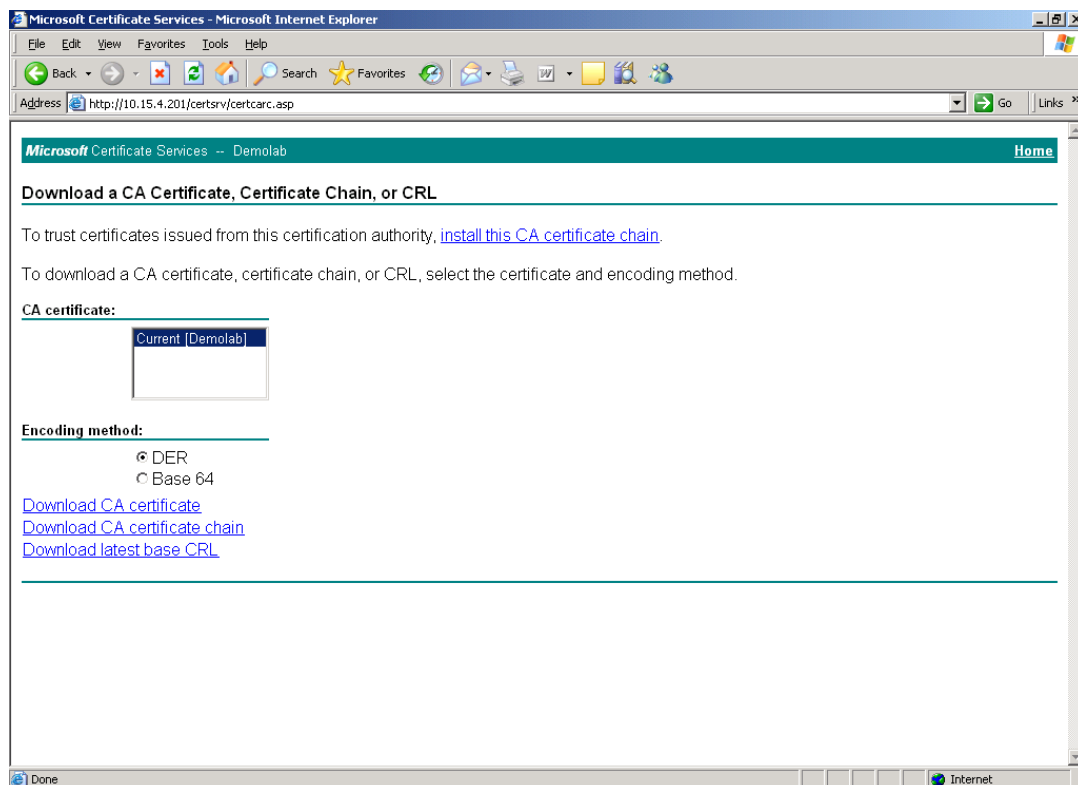 Microsoft Certificate Services - Microsoft Internet Explorer
File Edit View Favorites Tools Help
Back Search Favorites
Address http://10.15.4.201/certsrv/certcarc.asp Go Links »
Microsoft Certificate Services -- Demolab Home
Download a CA Certificate, Certificate Chain, or CRL
To trust certificates issued from this certification authority, install this CA certificate chain.
To download a CA certificate, certificate chain, or CRL, select the certificate and encoding method.
CA certificate:
Current [Demolab]
Encoding method:
DER
Base 64
Download CA certificate
Download CA certificate chain
Download latest base CRL
Done Internet